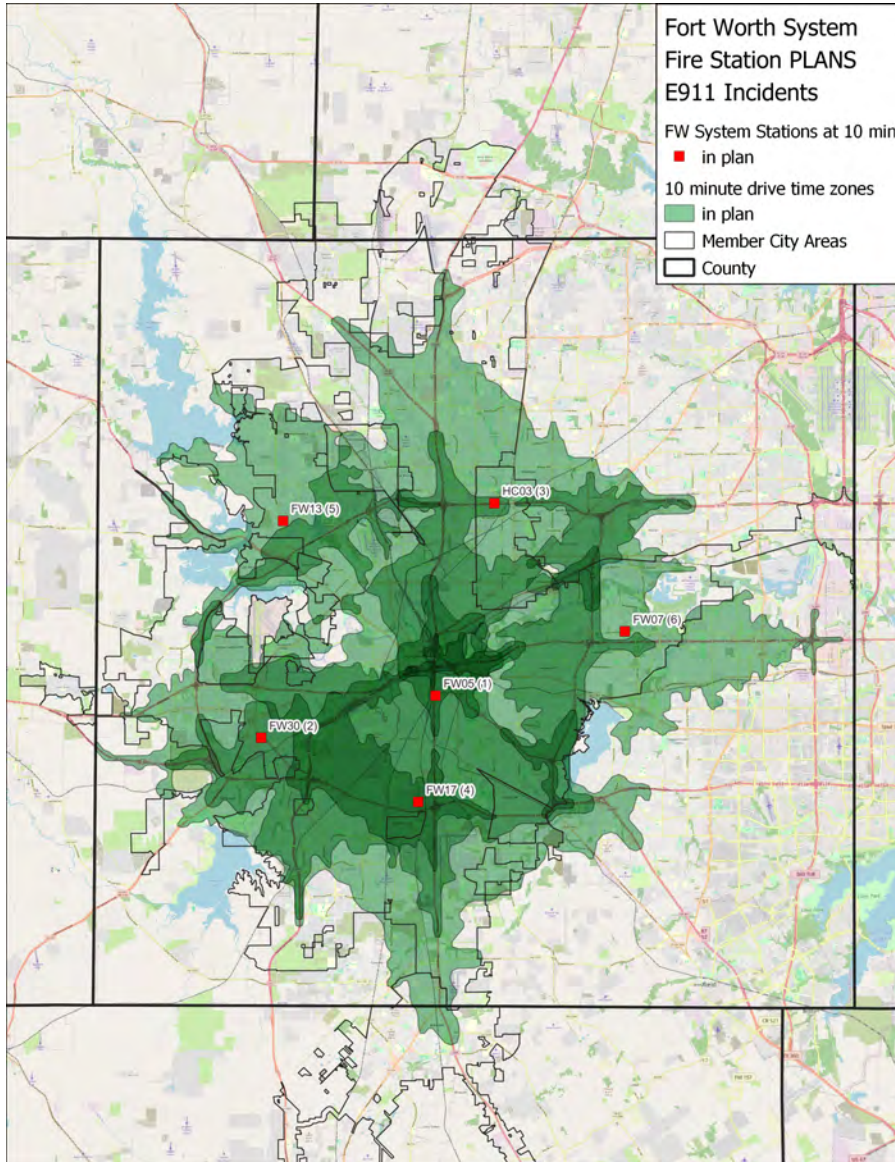 Fort Worth System
Fire Station PLANS
E911 Incidents
FW System Stations at 10 min
in plan
10 minute drive time zones
in plan
Member City Areas
County
HC03 (3)
FW13 (5)
FW07 (6)
FW05 (1)
FW30 (2)
FW17 (4)